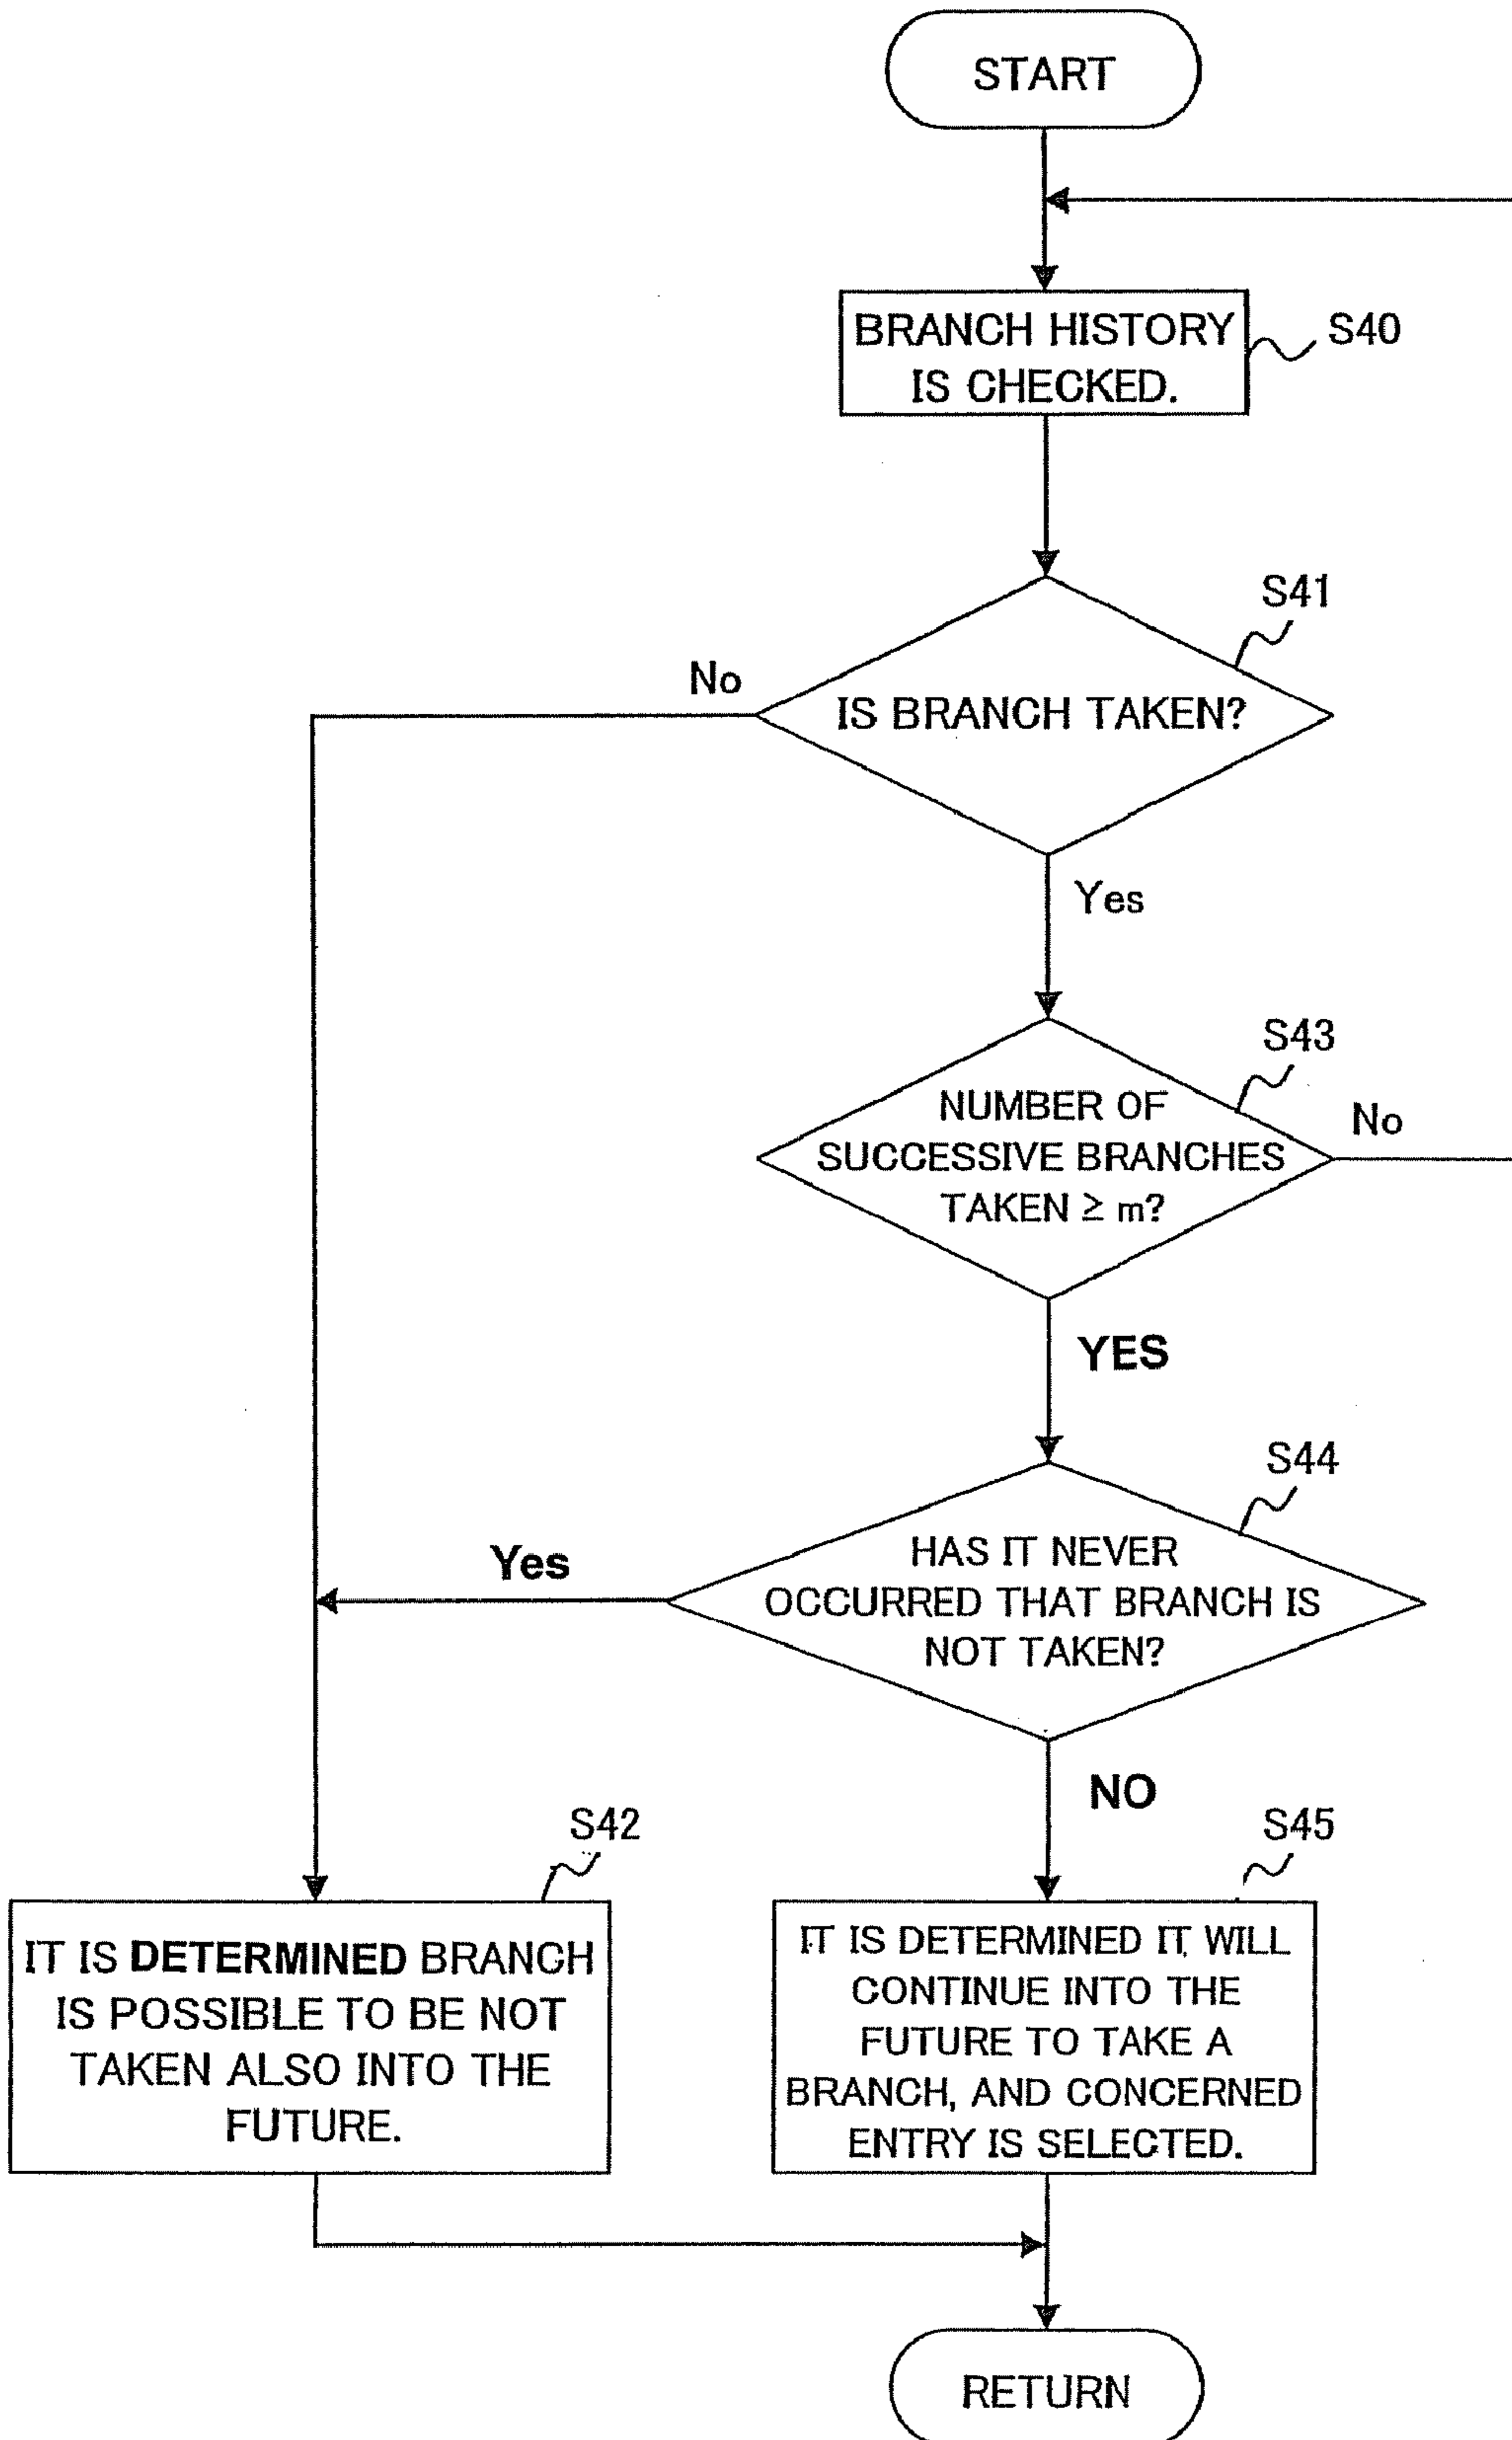 START
BRANCH HISTORY
IS CHECKED.
S40
S41
No
IS BRANCH TAKEN?
Yes
S43
NUMBER OF
SUCCESSIVE BRANCHES
TAKEN ≥ m?
No
YES
S44
HAS IT NEVER
OCCURRED THAT BRANCH IS
NOT TAKEN?
Yes
NO
S42
S45
IT IS DETERMINED BRANCH
IS POSSIBLE TO BE NOT
TAKEN ALSO INTO THE
FUTURE.
IT IS DETERMINED IT WILL
CONTINUE INTO THE
FUTURE TO TAKE A
BRANCH, AND CONCERNED
ENTRY IS SELECTED.
RETURN